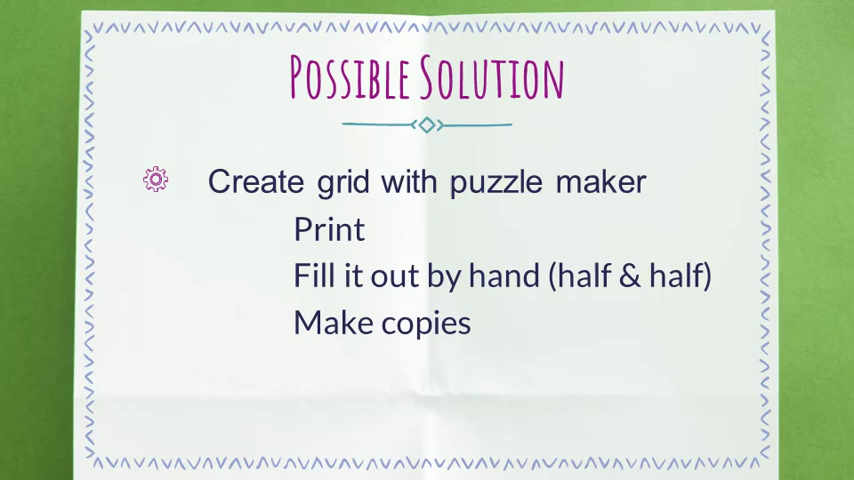 Possible Solution
Create grid with puzzle maker
Print
Fill it out by hand (half & half)
Make copies